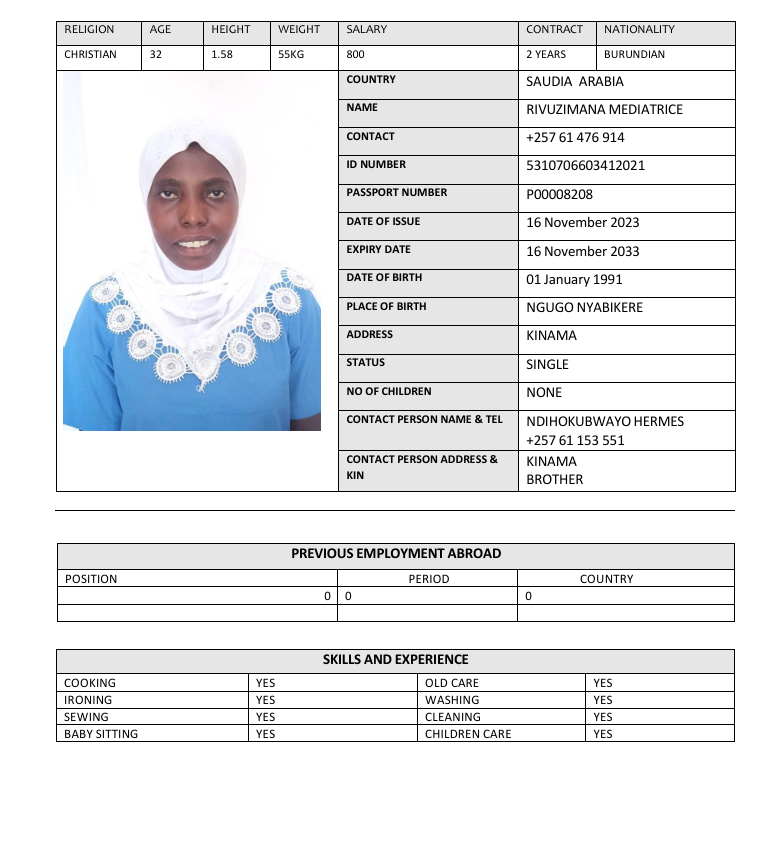 RELIGION AGE HEIGHT WEIGHT SALARY CONTRACT NATIONALITY
CHRISTIAN 32 1.58 55KG 800 2 YEARS BURUNDIAN
COUNTRY SAUDIA ARABIA
NAME RIVUZIMANA MEDIATRICE
CONTACT +257 61 476 914
ID NUMBER 5310706603412021
PASSPORT NUMBER P00008208
DATE OF ISSUE 16 November 2023
EXPIRY DATE 16 November 2033
DATE OF BIRTH 01 January 1991
PLACE OF BIRTH NGUGO NYABIKERE
ADDRESS KINAMA
STATUS SINGLE
NO OF CHILDREN NONE
CONTACT PERSON NAME & TEL NDIHOKUBWAYO HERMES
+257 61 153 551
CONTACT PERSON ADDRESS & KINAMA
KIN BROTHER
PREVIOUS EMPLOYMENT ABROAD
POSITION PERIOD COUNTRY
0 0 0
SKILLS AND EXPERIENCE
COOKING YES OLD CARE YES
IRONING YES WASHING YES
SEWING YES CLEANING YES
BABY SITTING YES CHILDREN CARE YES